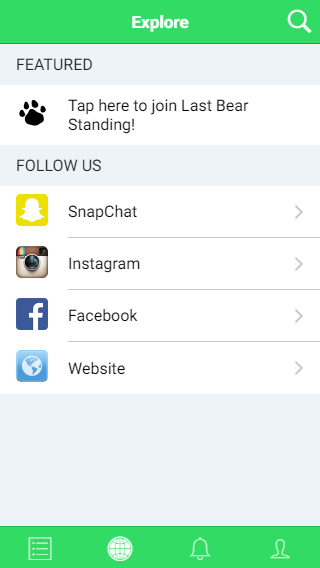 Explore
FEATURED
Tap here to join Last Bear
Standing!
FOLLOW US
SnapChat
Instagram
Facebook
Website